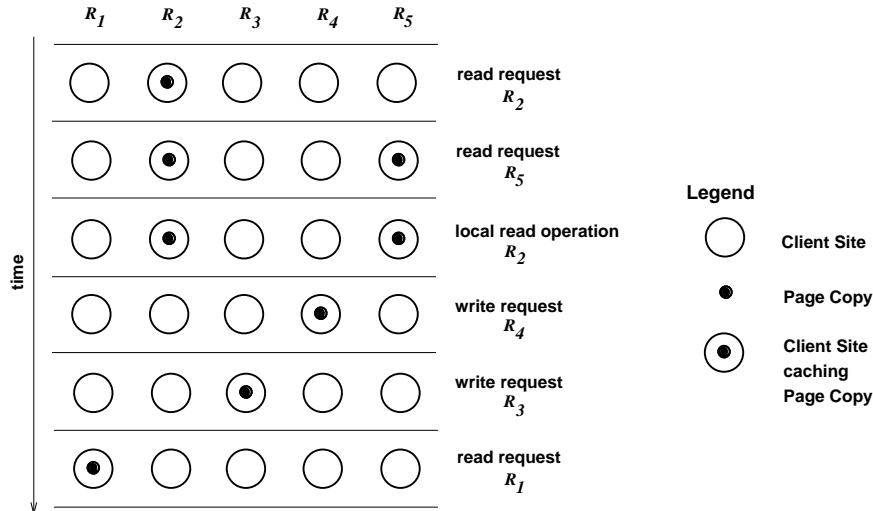 R1 R2 R3 R4 R5
time
read request
R2
read request
R5
local read operation
R2
write request
R4
write request
R3
read request
R1
Legend
Client Site
Page Copy
Client Site
caching
Page Copy